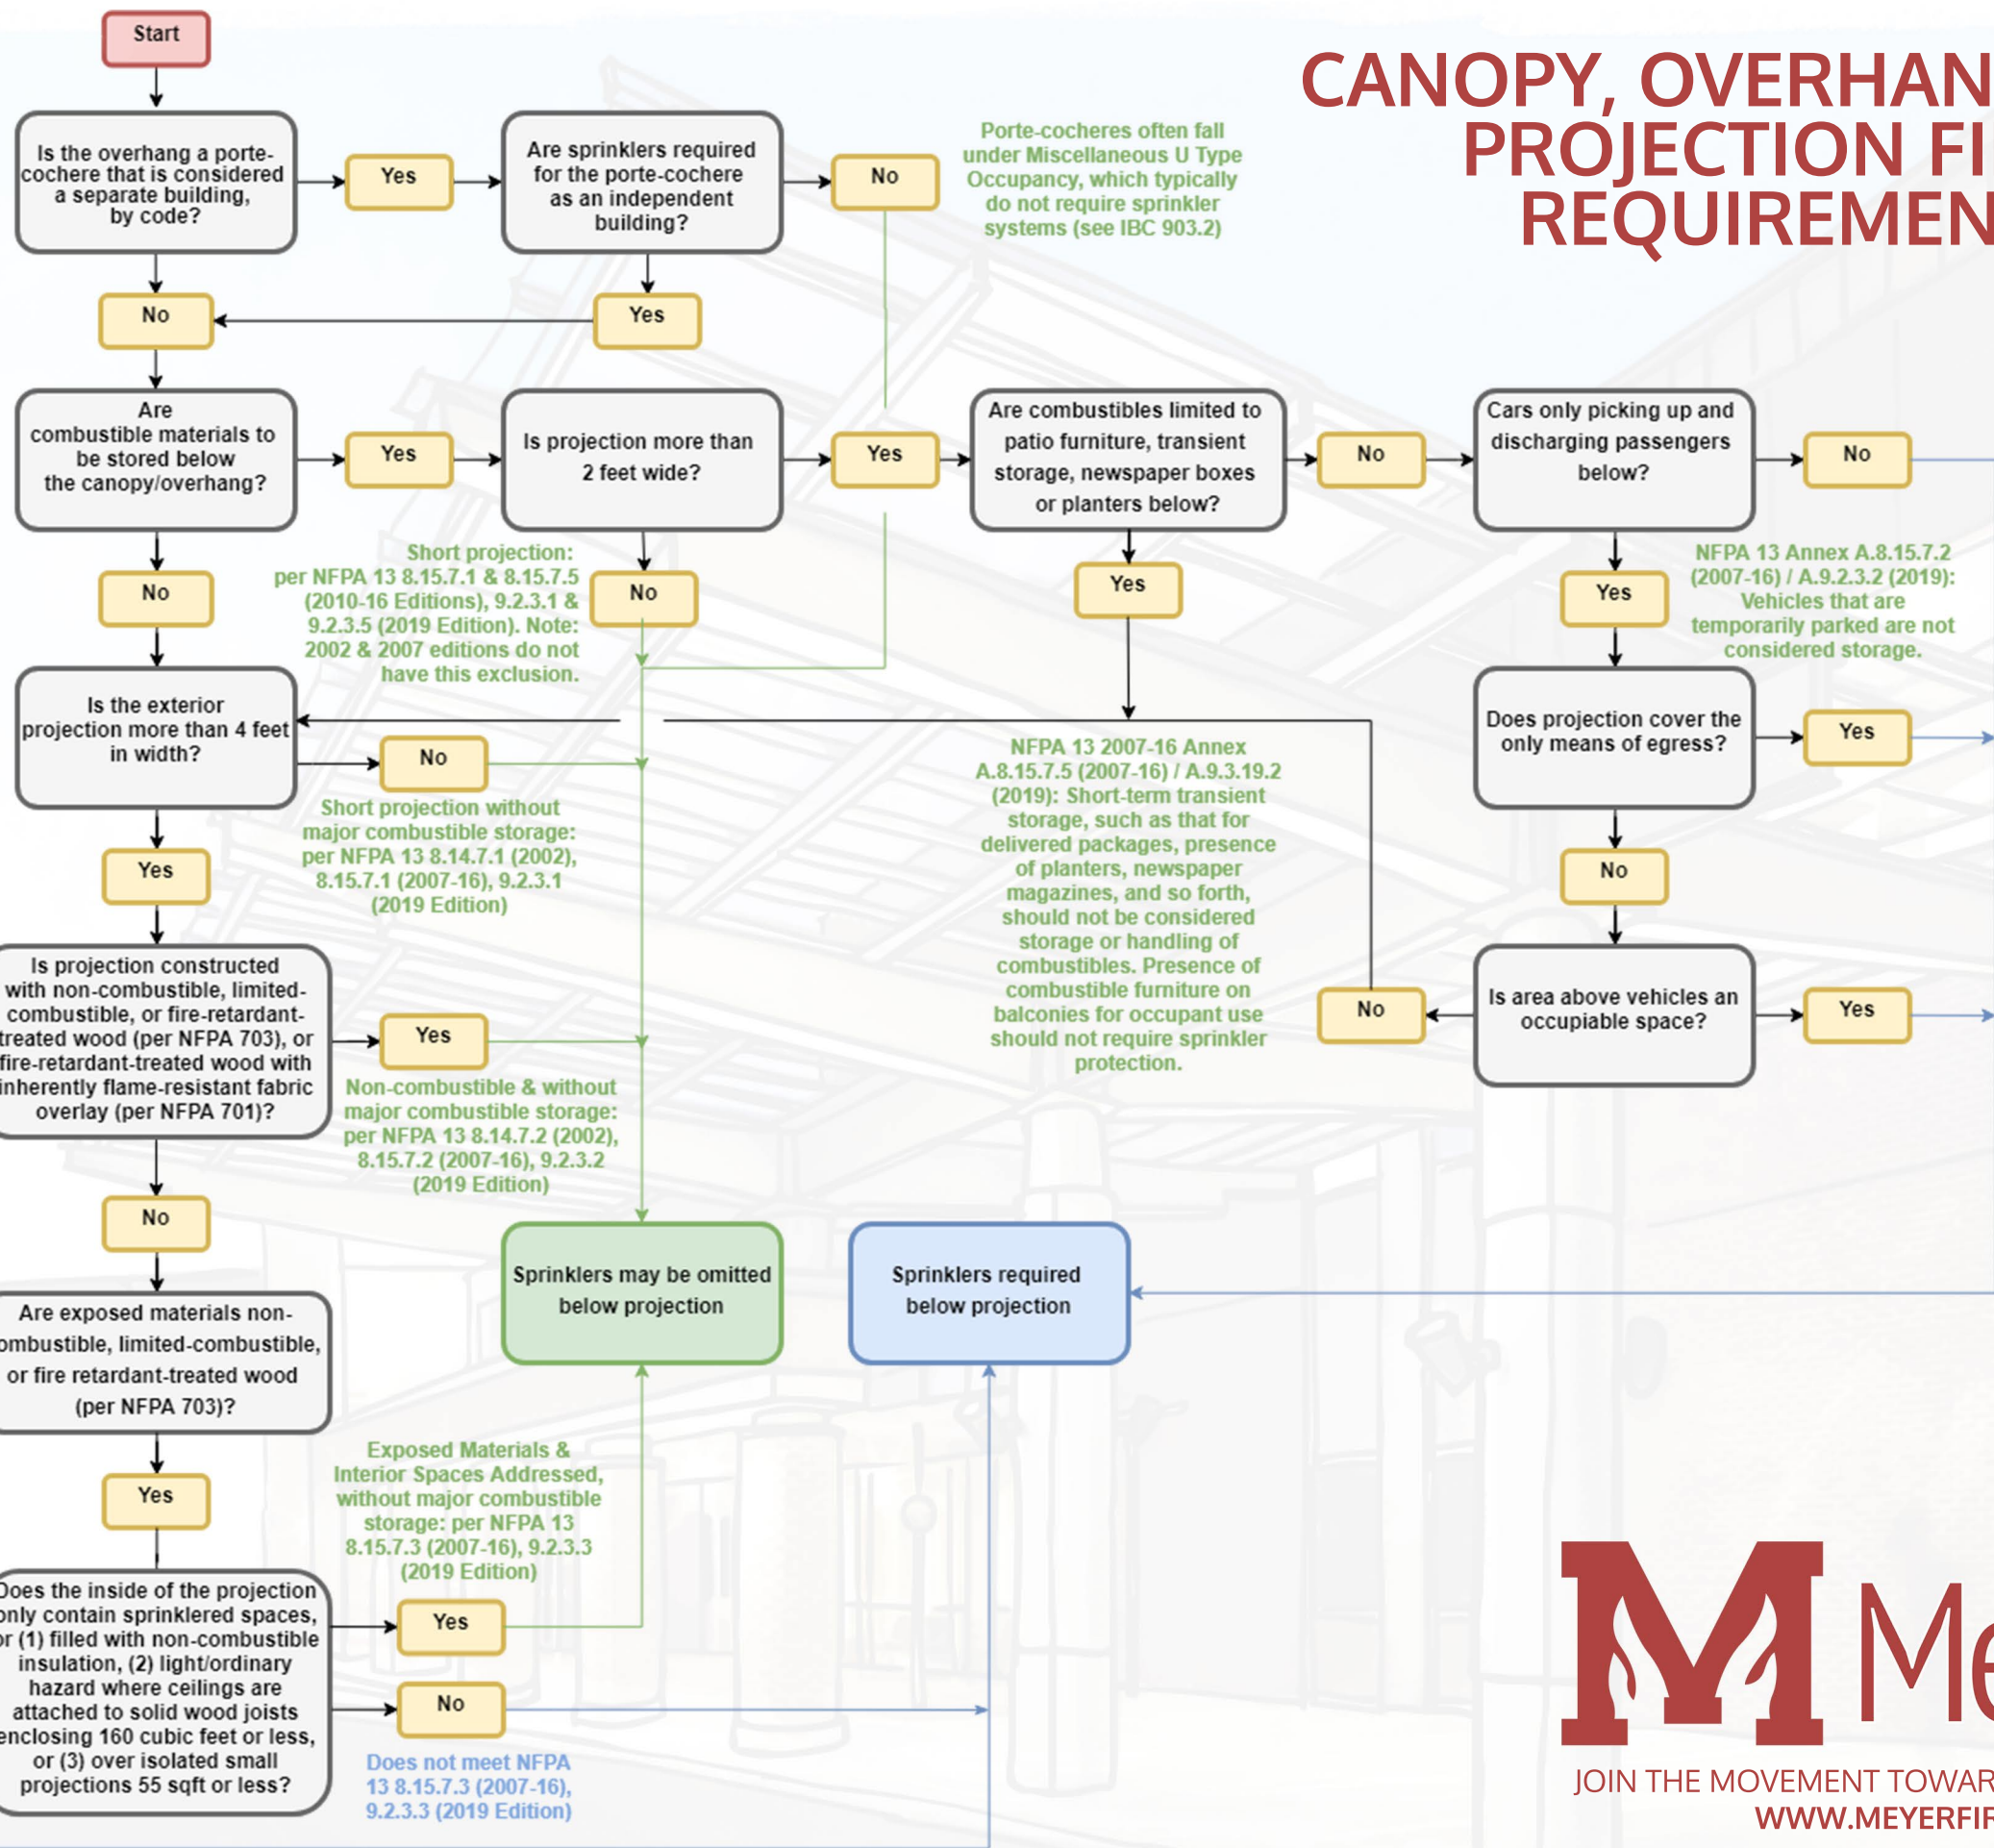 Start
CANOPY, OVERHAN
PROJECTION FI
REQUIREMEN
Is the overhang a porte-
cochere that is considered
a separate building,
by code?
Yes
Are sprinklers required
for the porte-cochere
as an independent
building?
No
Porte-cocheres often fall
under Miscellaneous U Type
Occupancy, which typically
do not require sprinkler
systems (see IBC 903.2)
No
Yes
Are
combustible materials to
be stored below
the canopy/overhang?
Yes
Is projection more than
2 feet wide?
Yes
Are combustibles limited to
patio furniture, transient
storage, newspaper boxes
or planters below?
No
Cars only picking up and
discharging passengers
below?
No
No
Short projection:
per NFPA 13 8.15.7.1 & 8.15.7.5
(2010-16 Editions), 9.2.3.1 &
9.2.3.5 (2019 Edition). Note:
2002 & 2007 editions do not
have this exclusion.
No
Yes
Yes
NFPA 13 Annex A.8.15.7.2
(2007-16) / A.9.2.3.2 (2019):
Vehicles that are
temporarily parked are not
considered storage.
Is the exterior
projection more than 4 feet
in width?
No
Short projection without
major combustible storage:
per NFPA 13 8.14.7.1 (2002),
8.15.7.1 (2007-16), 9.2.3.1
(2019 Edition)
NFPA 13 2007-16 Annex
A.8.15.7.5 (2007-16) / A.9.3.19.2
(2019): Short-term transient
storage, such as that for
delivered packages, presence
of planters, newspaper
magazines, and so forth,
should not be considered
storage or handling of
combustibles. Presence of
combustible furniture on
balconies for occupant use
should not require sprinkler
protection.
Does projection cover the
only means of egress?
Yes
Yes
No
Is projection constructed
with non-combustible, limited-
combustible, or fire-retardant-
treated wood (per NFPA 703), or
fire-retardant-treated wood with
inherently flame-resistant fabric
overlay (per NFPA 701)?
Yes
Non-combustible & without
major combustible storage:
per NFPA 13 8.14.7.2 (2002),
8.15.7.2 (2007-16), 9.2.3.2
(2019 Edition)
No
Is area above vehicles an
occupiable space?
Yes
No
Sprinklers may be omitted
below projection
Sprinklers required
below projection
Are exposed materials non-
ombustible, limited-combustible,
or fire retardant-treated wood
(per NFPA 703)?
Yes
Exposed Materials &
Interior Spaces Addressed,
without major combustible
storage: per NFPA 13
8.15.7.3 (2007-16), 9.2.3.3
(2019 Edition)
Does the inside of the projection
only contain sprinklered spaces,
or (1) filled with non-combustible
insulation, (2) light/ordinary
hazard where ceilings are
attached to solid wood joists
enclosing 160 cubic feet or less,
or (3) over isolated small
projections 55 sqft or less?
Yes
No
Does not meet NFPA
13 8.15.7.3 (2007-16),
9.2.3.3 (2019 Edition)
M Me
JOIN THE MOVEMENT TOWAR
WWW.MEYERFIR